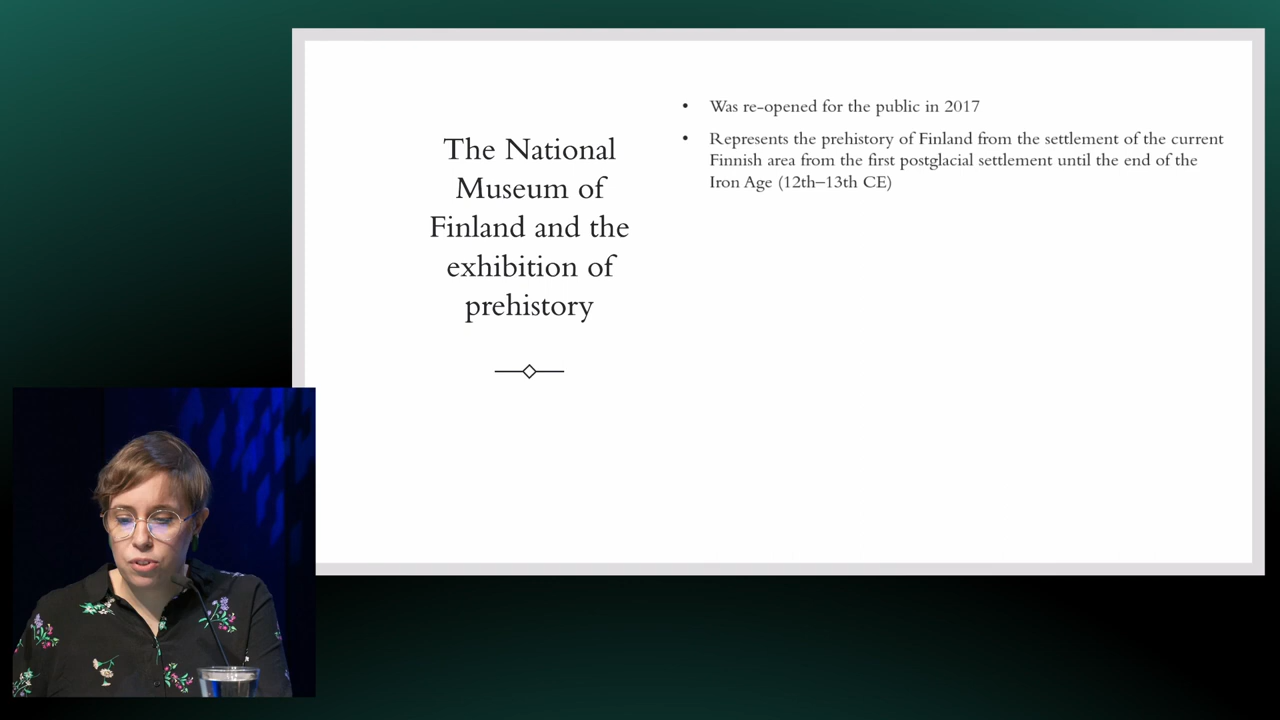 The National
Museum of
Finland and the
exhibition of
prehistory
• Was re-opened for the public in 2017
• Represents the prehistory of Finland from the settlement of the current
Finnish area from the first postglacial settlement until the end of the
Iron Age (12th–13th CE)